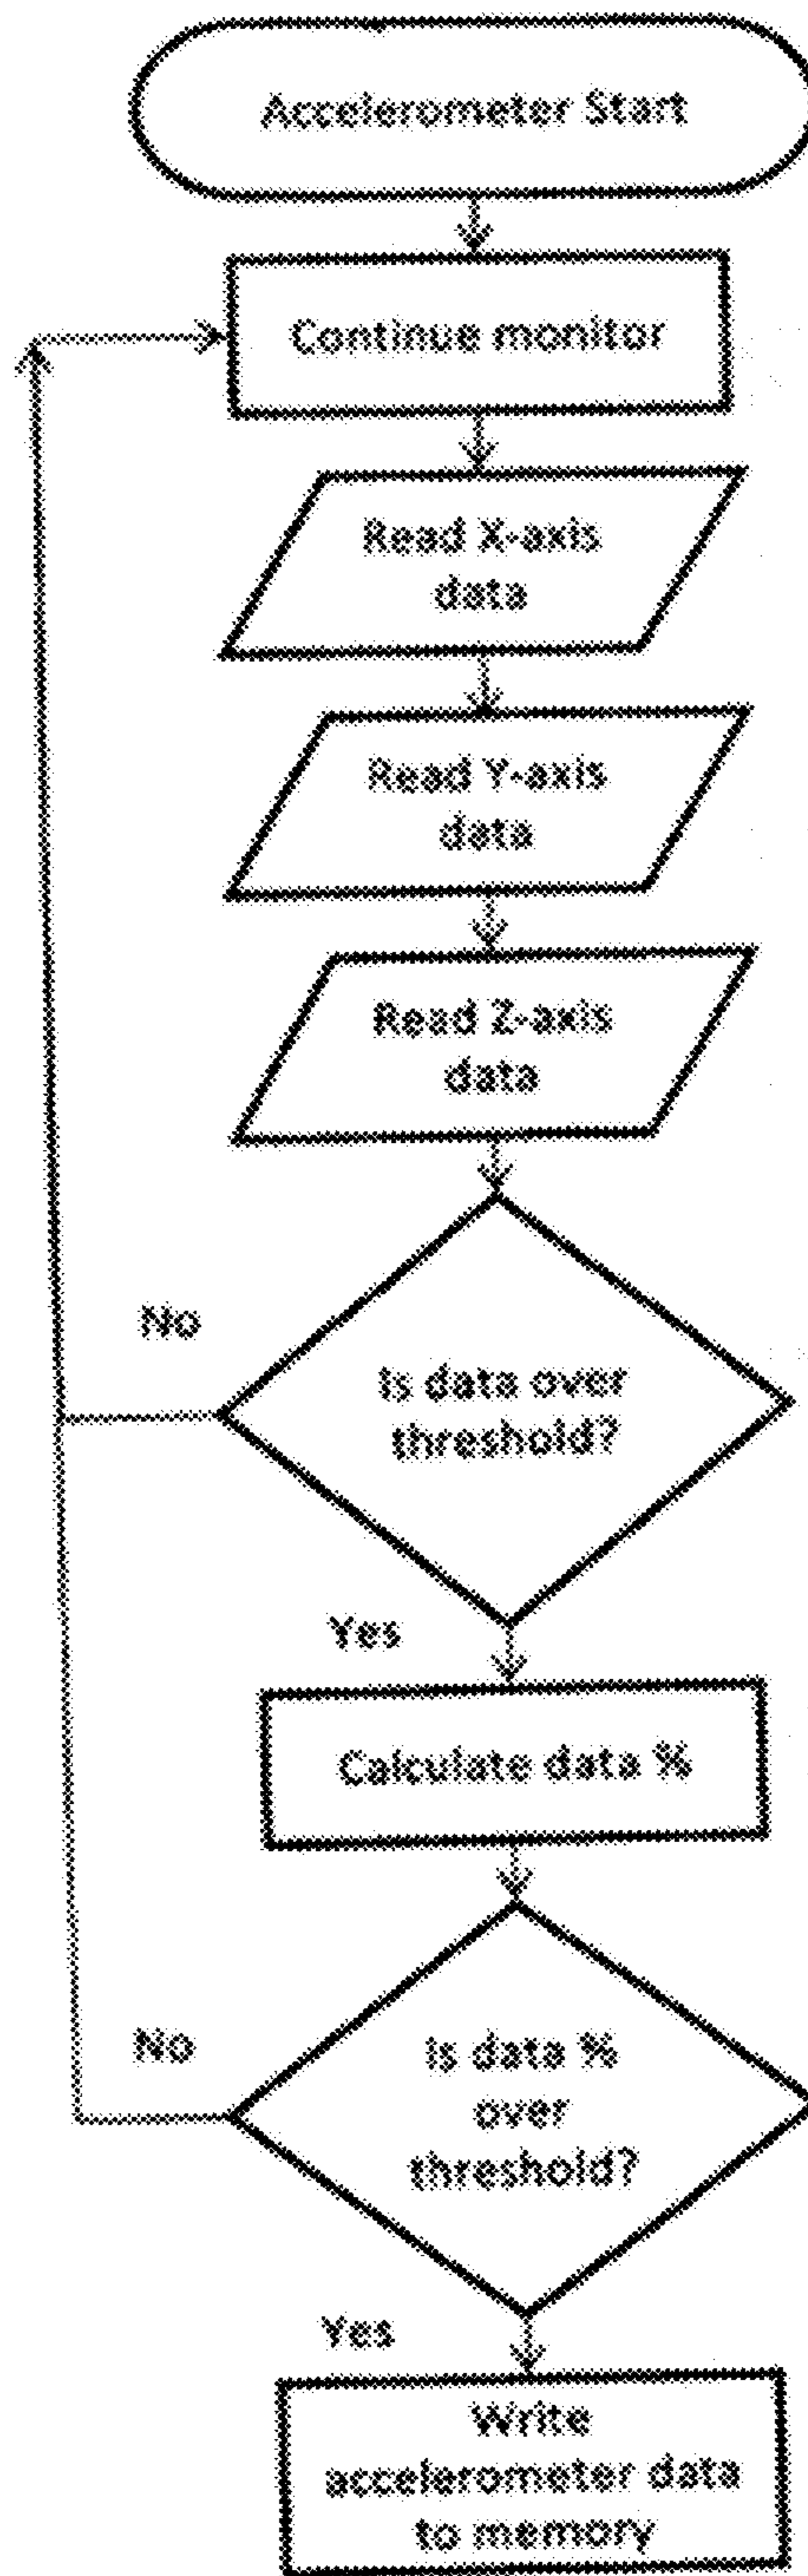 Accelerometer Start
Continue monitor
Read X-axis
data
Read Y-axis
data
Read Z-axis
data
No
Is data over
threshold?
Yes
Calculate data %
No
Is data %
over
threshold?
Yes
Write
accelerometer data
to memory